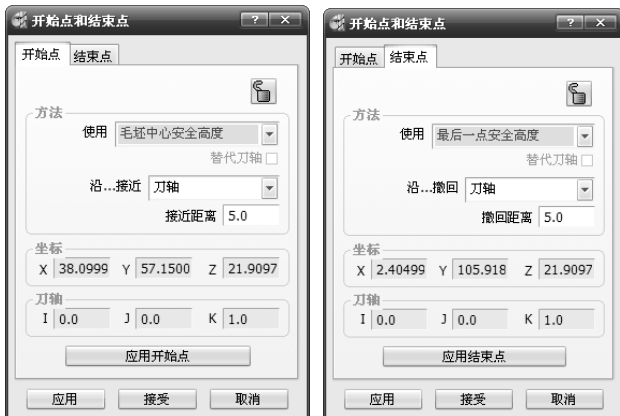 开始点和结束点
开始点 结束点
方法
使用 毛坯中心安全高度
替代刀轴
沿...接近 刀轴
接近距离 5.0
坐标
X 38.0999 Y 57.1500 Z 21.9097
刀轴
I 0.0 J 0.0 K 1.0
应用开始点
应用 接受 取消
开始点和结束点
开始点 结束点
方法
使用 最后一点安全高度
替代刀轴
沿...撤回 刀轴
撤回距离 5.0
坐标
X 2.40499 Y 105.918 Z 21.9097
刀轴
I 0.0 J 0.0 K 1.0
应用结束点
应用 接受 取消